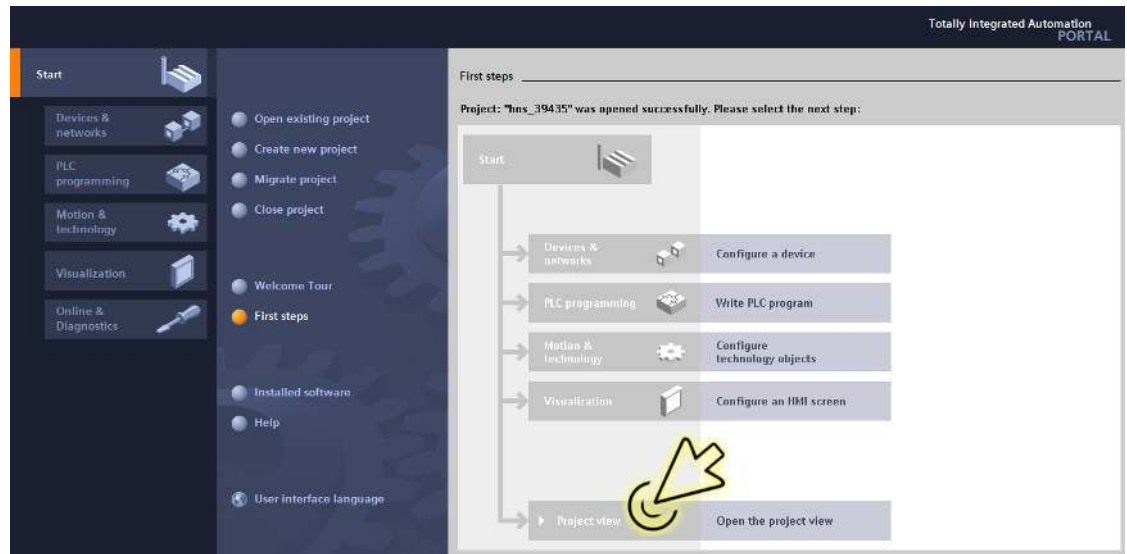 Totally Integrated Automation
PORTAL
Start
Devices &
networks
PLC
programming
Motion &
technology
Visualization
Online &
Diagnostics
Open existing project
Create new project
Migrate project
Close project
Welcome Tour
First steps
Installed software
Help
User interface language
First steps
Project: "hns_39435" was opened successfully. Please select the next step:
Start
Devices &
networks
Configure a device
PLC programming
Write PLC program
Motion &
technology
Configure
technology objects
Visualization
Configure an HMI screen
Project view
Open the project view